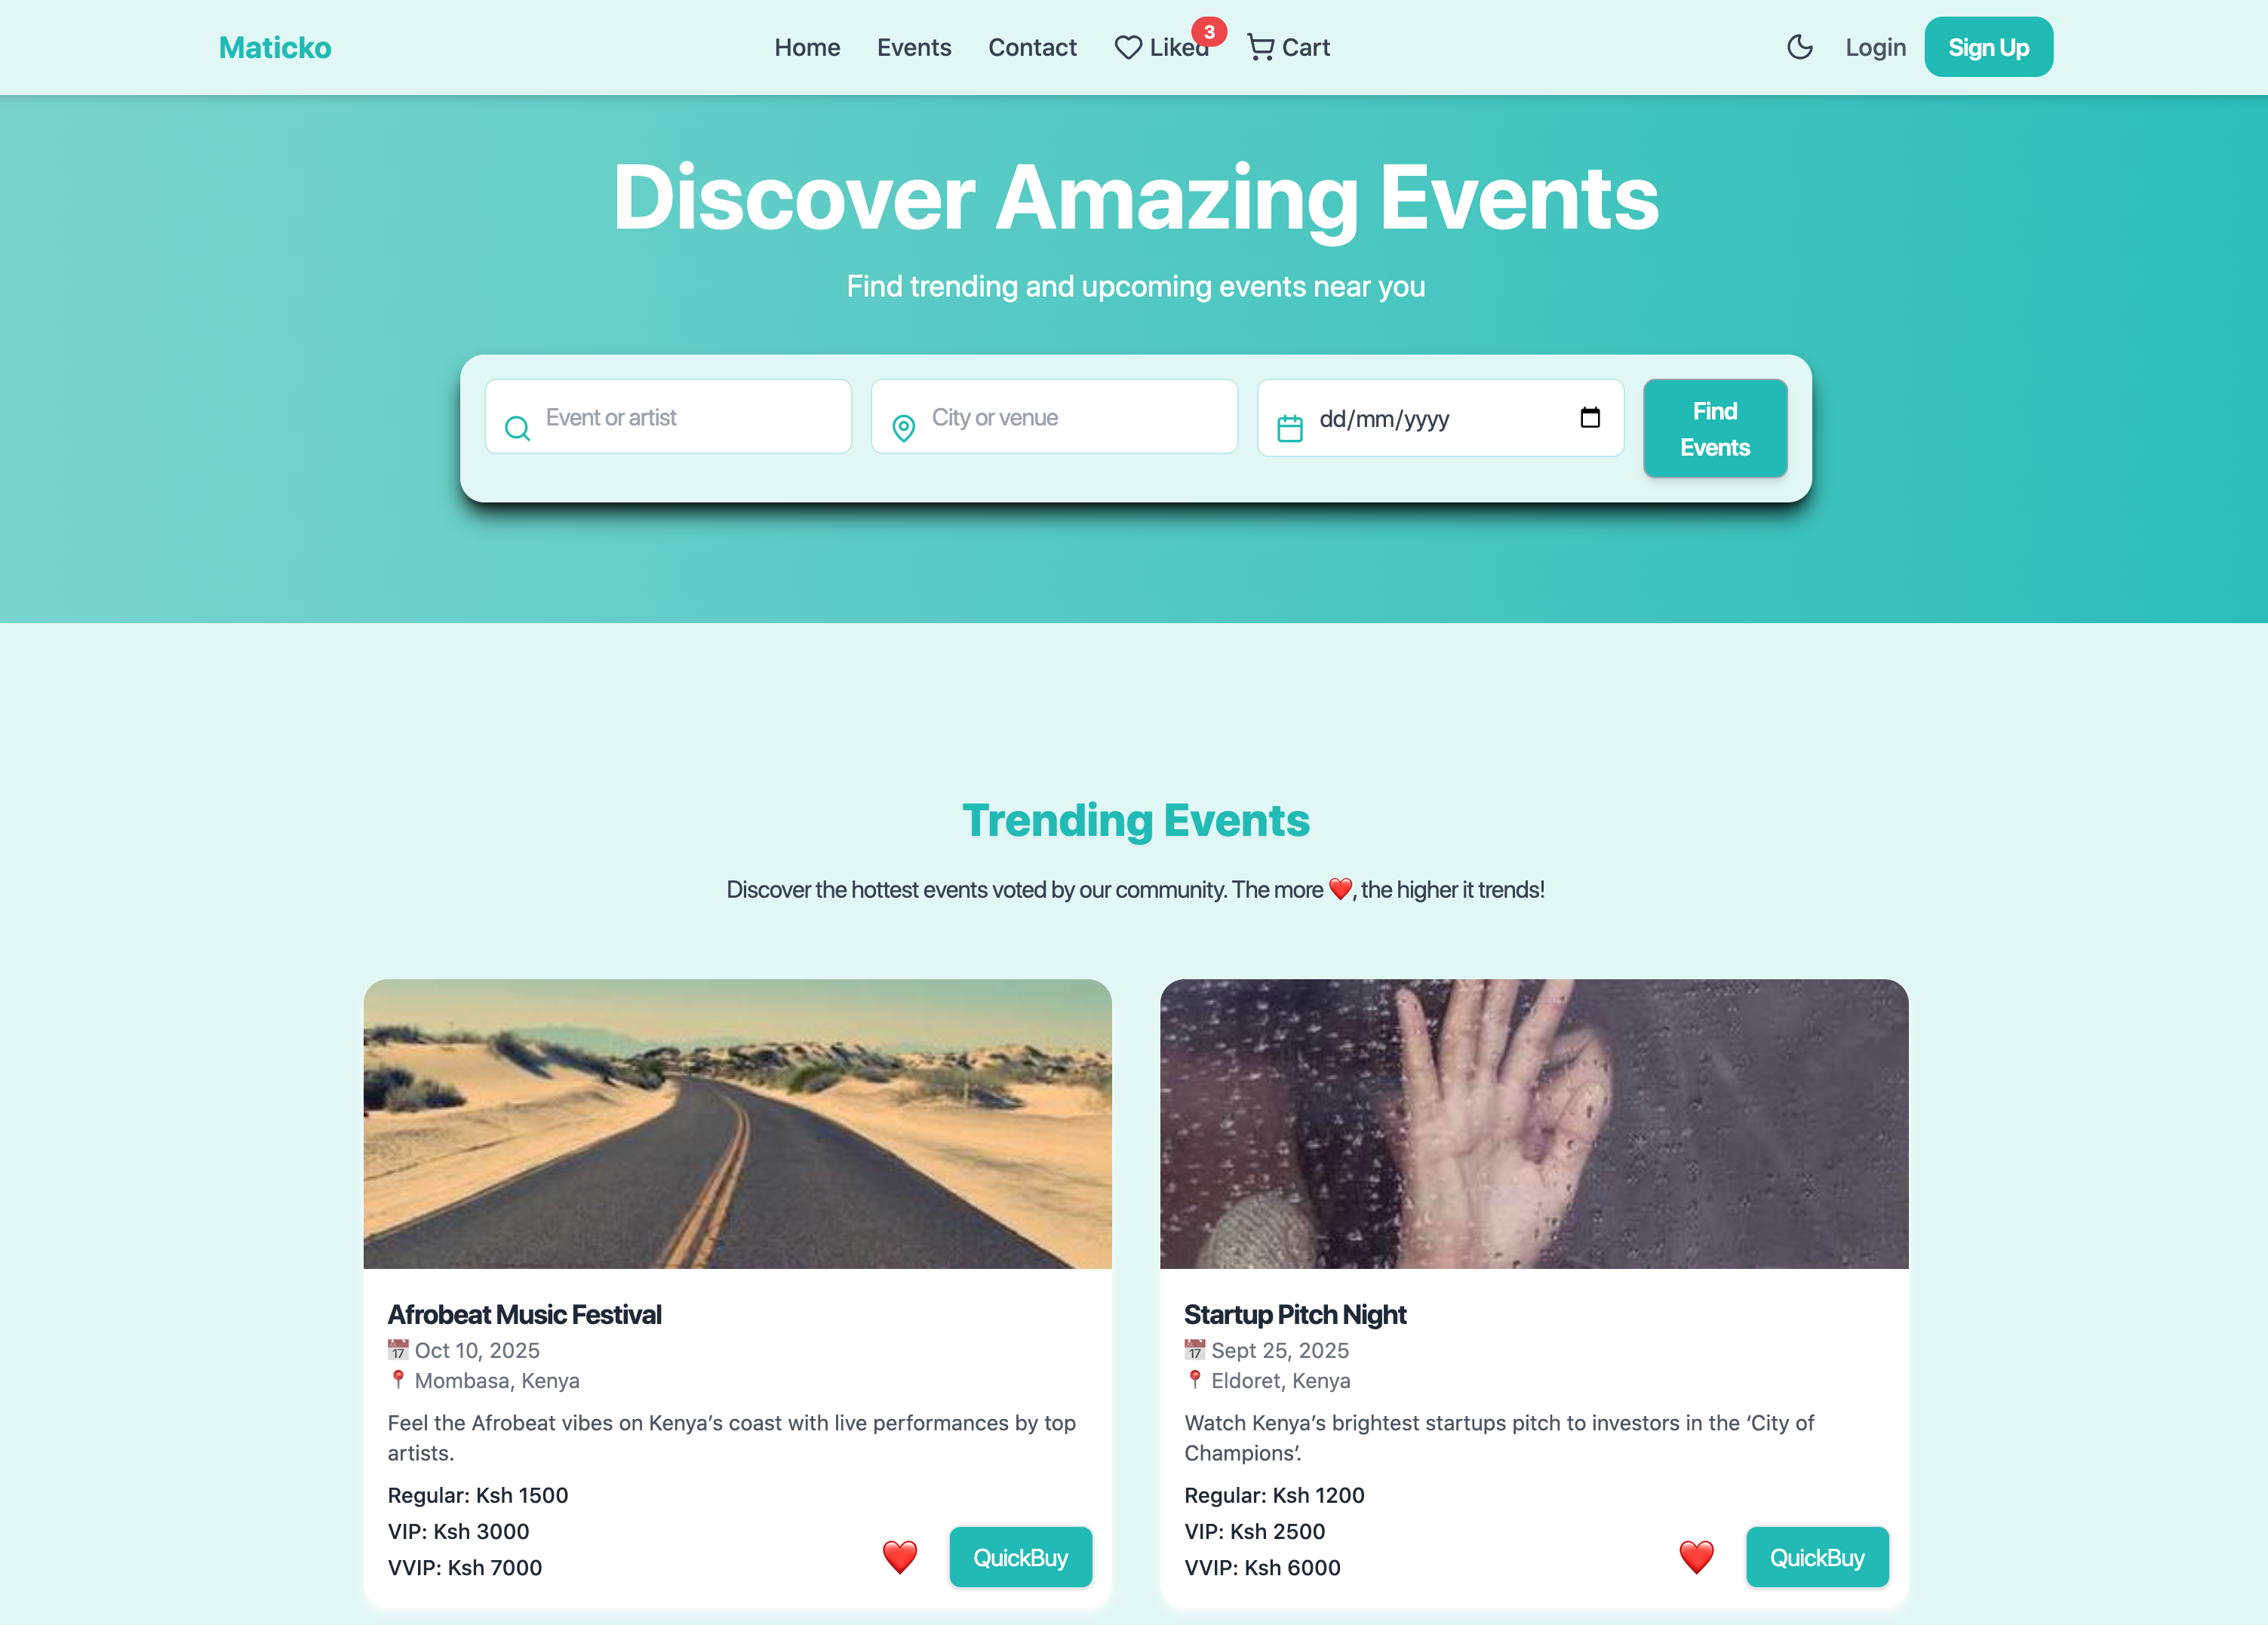 Maticko
Home
Events
Contact
Liked
3
Cart
Login
Sign Up
Discover Amazing Events
Find trending and upcoming events near you
Event or artist
City or venue
dd/mm/yyyy
Find
Events
Trending Events
Discover the hottest events voted by our community. The more ❤️, the higher it trends!
Afrobeat Music Festival
📅 Oct 10, 2025
📍 Mombasa, Kenya
Feel the Afrobeat vibes on Kenya’s coast with live performances by top
artists.
Regular: Ksh 1500
VIP: Ksh 3000
VVIP: Ksh 7000
❤️ QuickBuy
Startup Pitch Night
📅 Sept 25, 2025
📍 Eldoret, Kenya
Watch Kenya’s brightest startups pitch to investors in the ‘City of
Champions’.
Regular: Ksh 1200
VIP: Ksh 2500
VVIP: Ksh 6000
❤️ QuickBuy